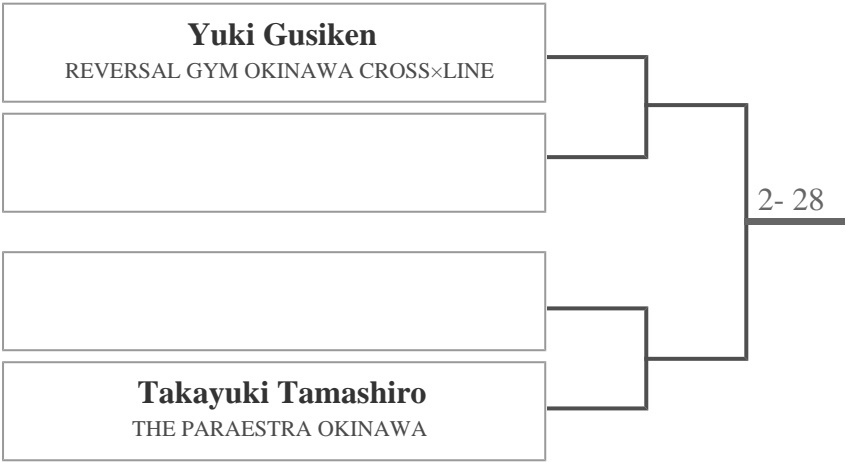 Yuki Gusiken
REVERSAL GYM OKINAWA CROSS×LINE
2- 28
Takayuki Tamashiro
THE PARAESTRA OKINAWA